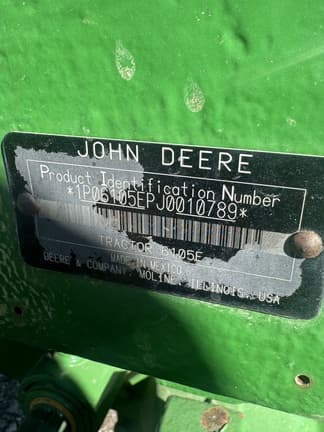 JOHN DEERE
Product Identification Number
*1P06105EPJ0010789*
TRACTOR 6105E
MADE IN MEXICO
DEERE & COMPANY MOLINE, ILLINOIS, USA